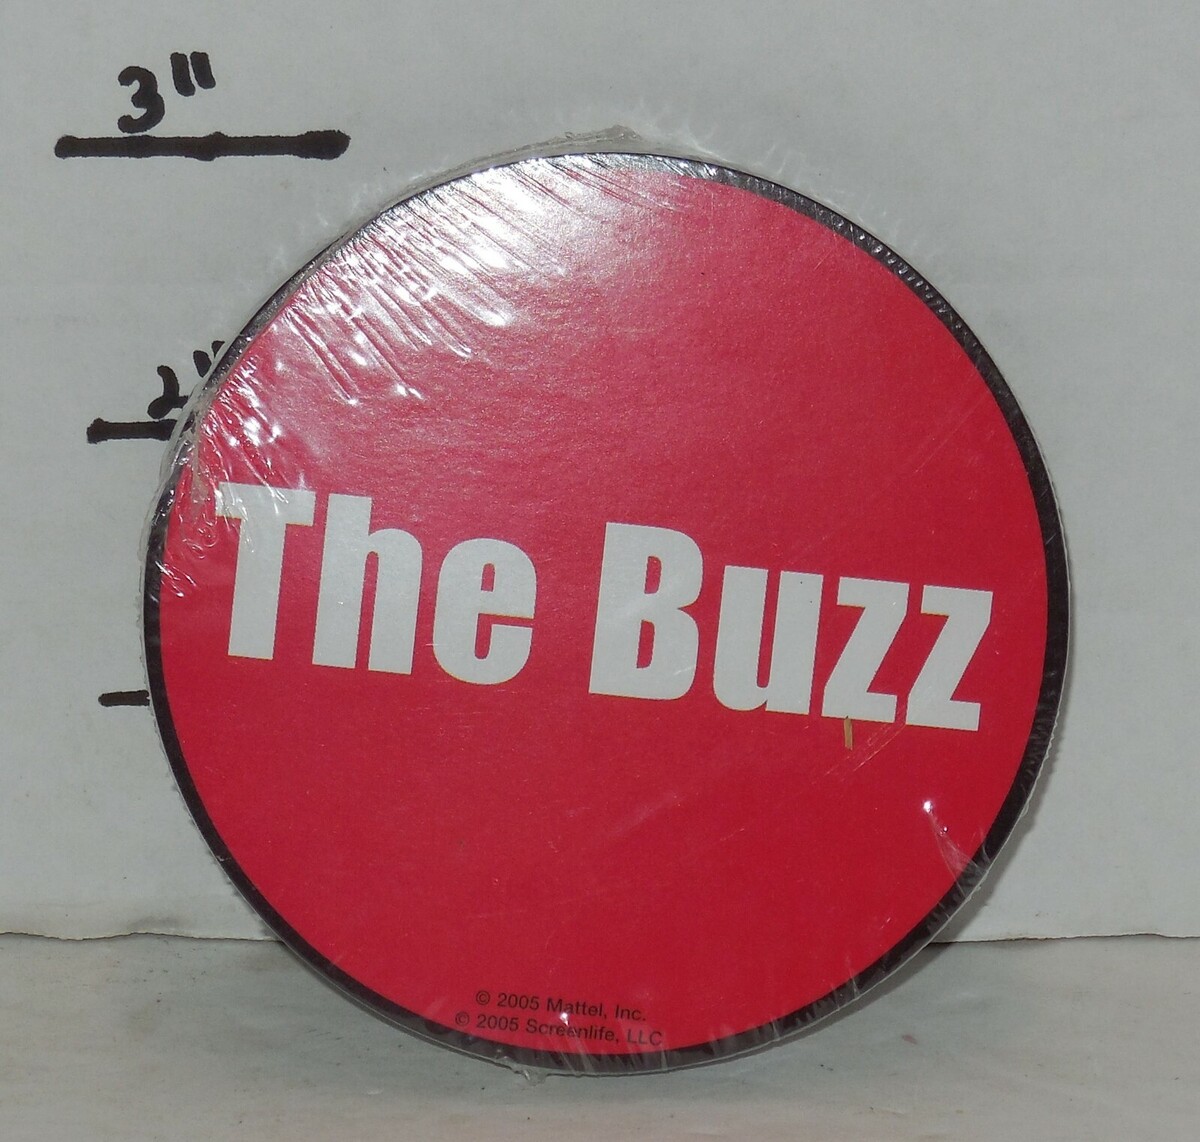 3"
2"
The Buzz
© 2005 Mattel, Inc.
© 2005 Screenlife, LLC